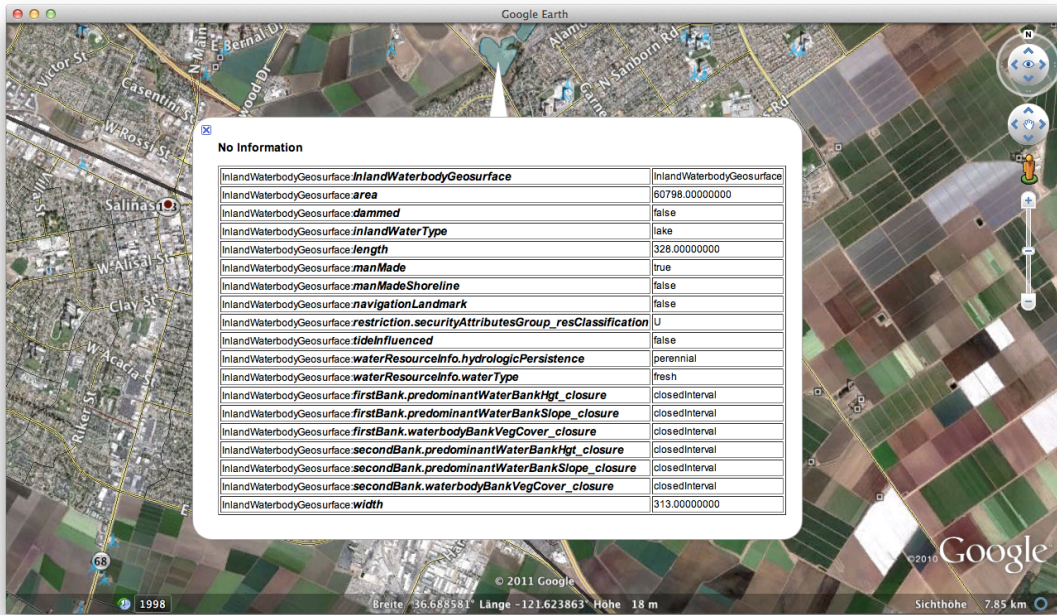 Google Earth
N Main
E Bernal D
Alamo
N Sanborn Rd
N
Victor St
Casentini St
wood Dr
Rd
W Rossi St
Villa St
Salinas
W Alisal St
Clay St
W Acacia St
Riker St
E
68
No Information
InlandWaterbodyGeosurface:InlandWaterbodyGeosurface InlandWaterbodyGeosurface
InlandWaterbodyGeosurface:area 60798.00000000
InlandWaterbodyGeosurface:dammed false
InlandWaterbodyGeosurface:inlandWaterType lake
InlandWaterbodyGeosurface:length 328.00000000
InlandWaterbodyGeosurface:manMade true
InlandWaterbodyGeosurface:manMadeShoreline false
InlandWaterbodyGeosurface:navigationLandmark false
InlandWaterbodyGeosurface:restriction.securityAttributesGroup_resClassification U
InlandWaterbodyGeosurface:tideInfluenced false
InlandWaterbodyGeosurface:waterResourceInfo.hydrologicPersistence perennial
InlandWaterbodyGeosurface:waterResourceInfo.waterType fresh
InlandWaterbodyGeosurface:firstBank.predominantWaterBankHgt_closure closedInterval
InlandWaterbodyGeosurface:firstBank.predominantWaterBankSlope_closure closedInterval
InlandWaterbodyGeosurface:firstBank.waterbodyBankVegCover_closure closedInterval
InlandWaterbodyGeosurface:secondBank.predominantWaterBankHgt_closure closedInterval
InlandWaterbodyGeosurface:secondBank.predominantWaterBankSlope_closure closedInterval
InlandWaterbodyGeosurface:secondBank.waterbodyBankVegCover_closure closedInterval
InlandWaterbodyGeosurface:width 313.00000000
©2010 Google
© 2011 Google
1998
Breite 36.688581° Länge -121.623863° Höhe 18 m
Sichthöhe 7.85 km